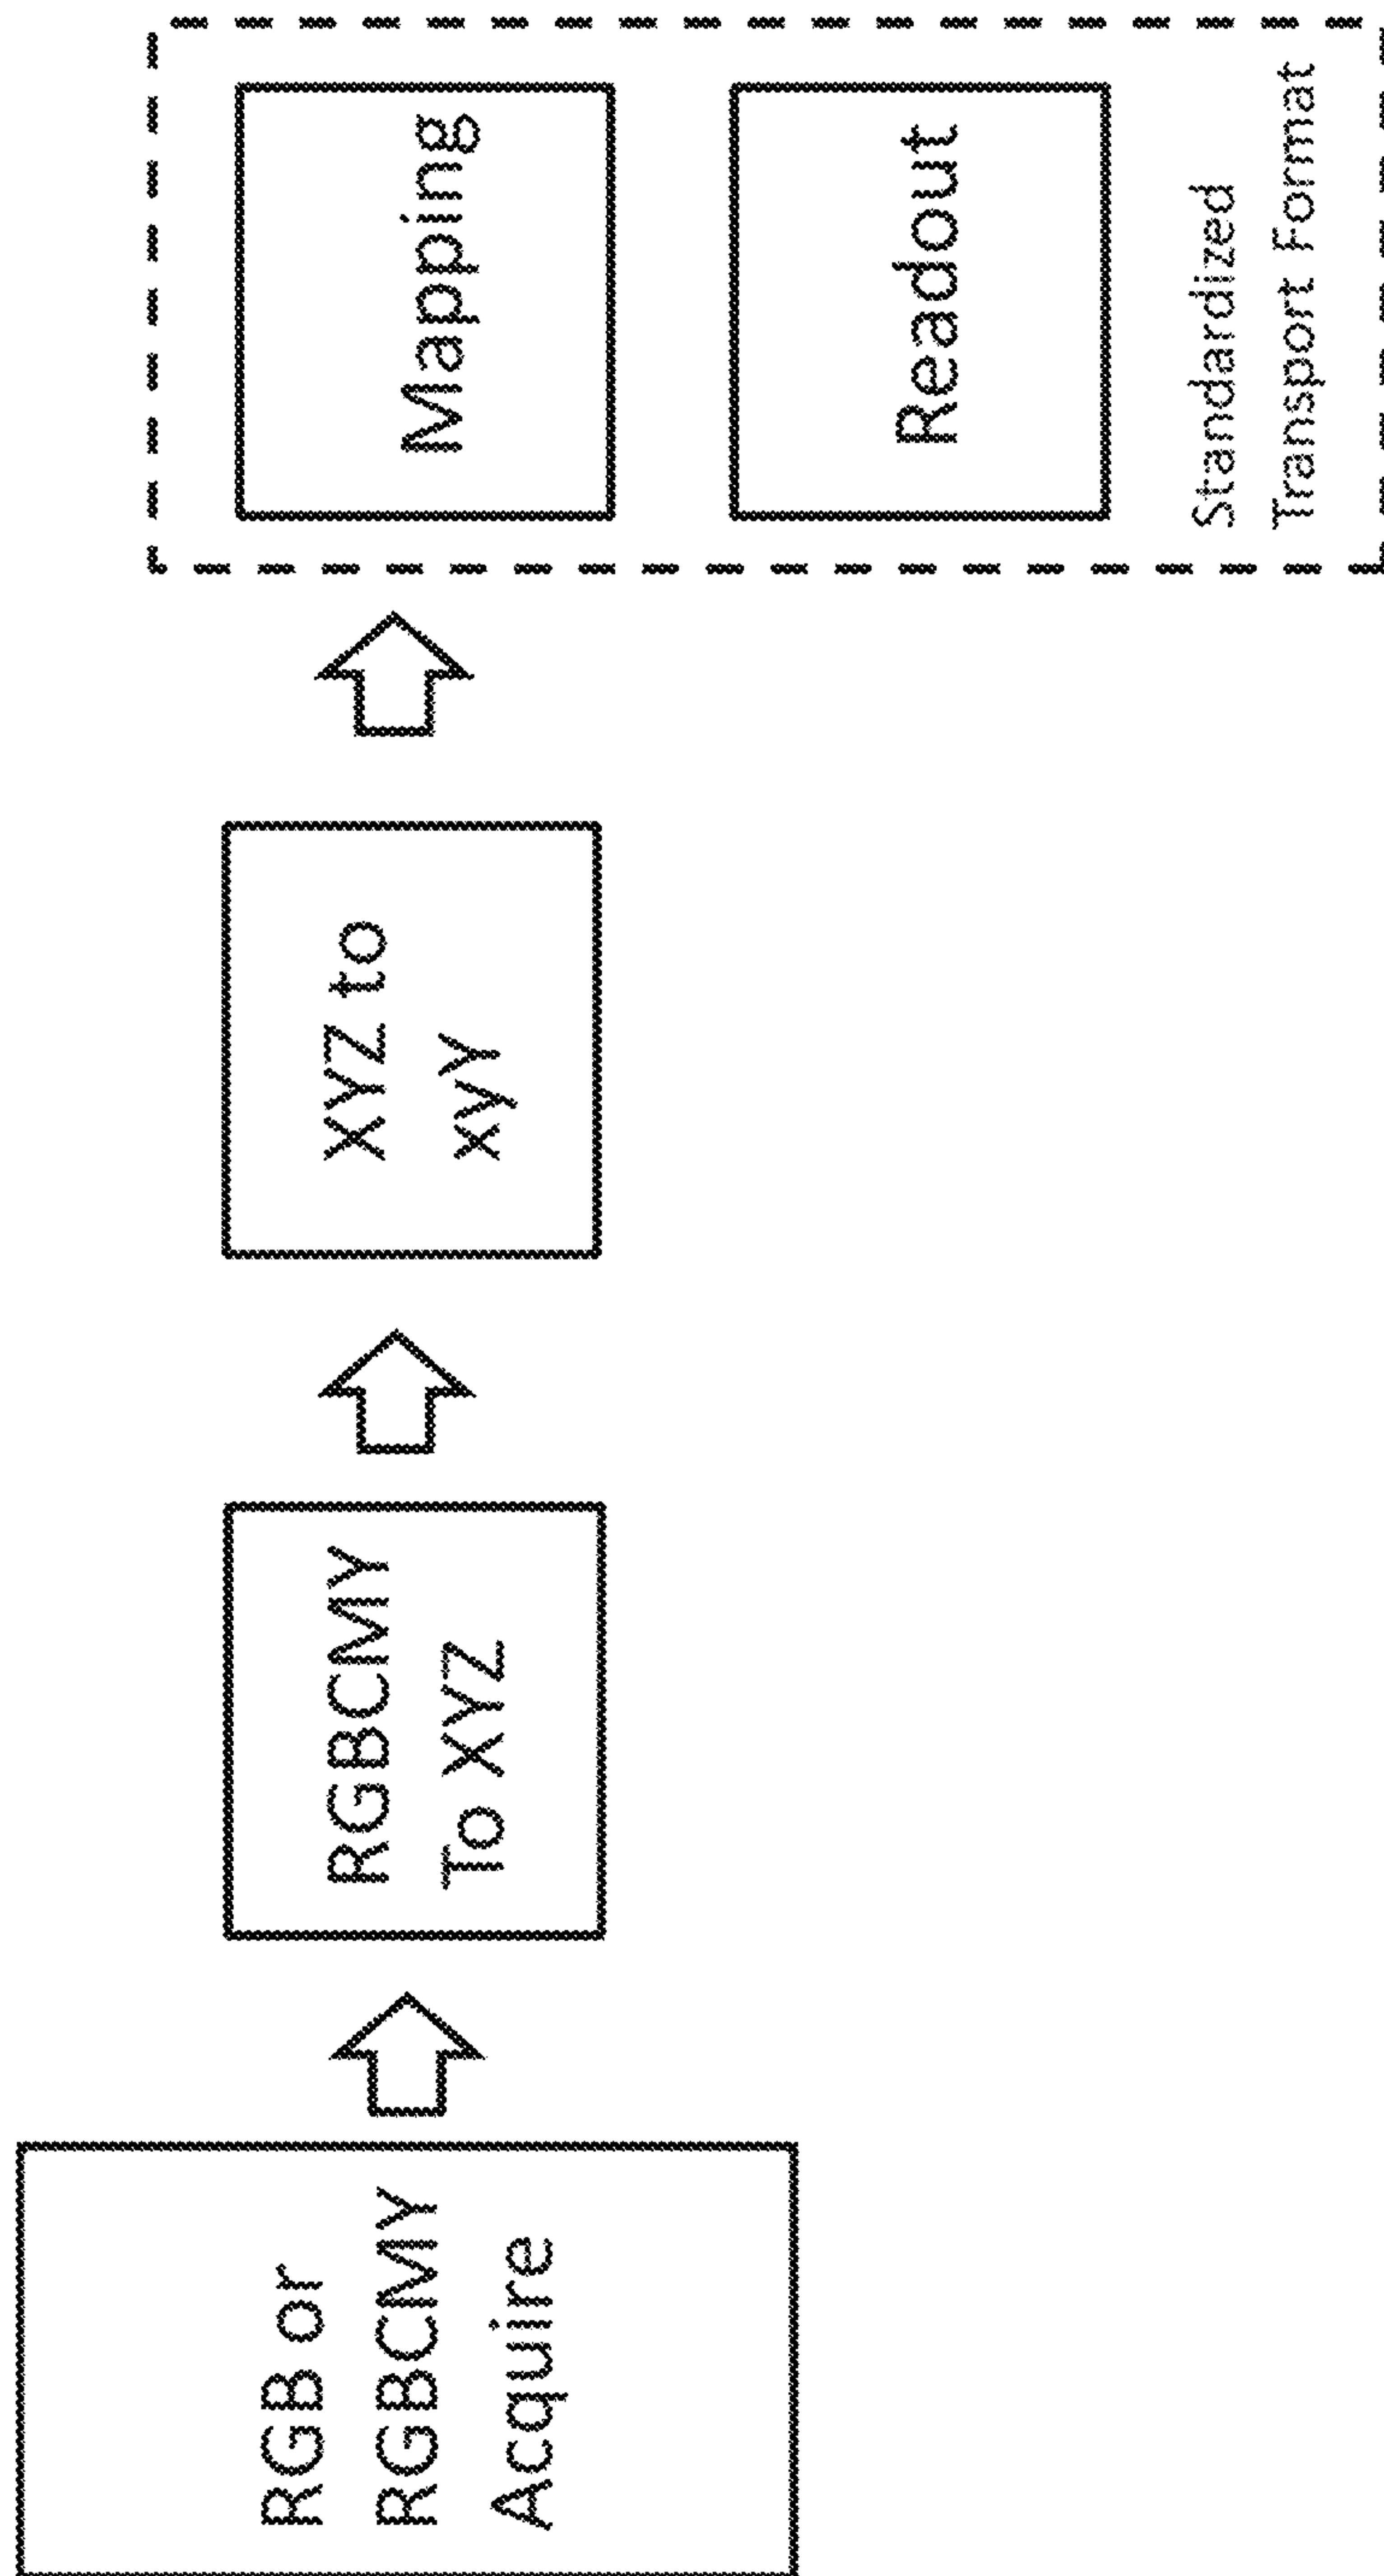 RGB or
RGBCMY
Acquire
RGBCMY
To XYZ
XYZ to
xyY
Mapping
Readout
Standardized
Transport Format